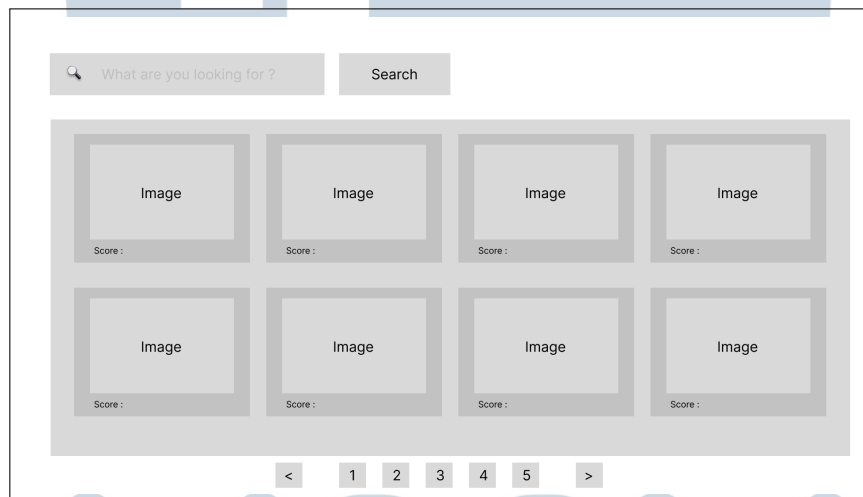 What are you looking for ? Search
Image Image Image Image
Score : Score : Score : Score :
Image Image Image Image
Score : Score : Score : Score :
< 1 2 3 4 5 >